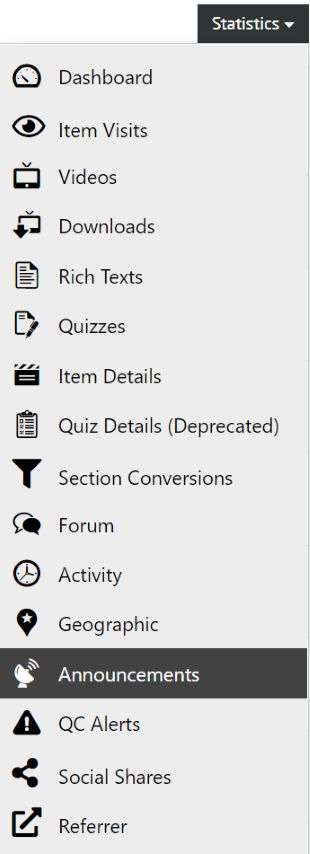 Statistics
Dashboard
Item Visits
Videos
Downloads
Rich Texts
Quizzes
Item Details
Quiz Details (Deprecated)
Section Conversions
Forum
Activity
Geographic
Announcements
QC Alerts
Social Shares
Referrer